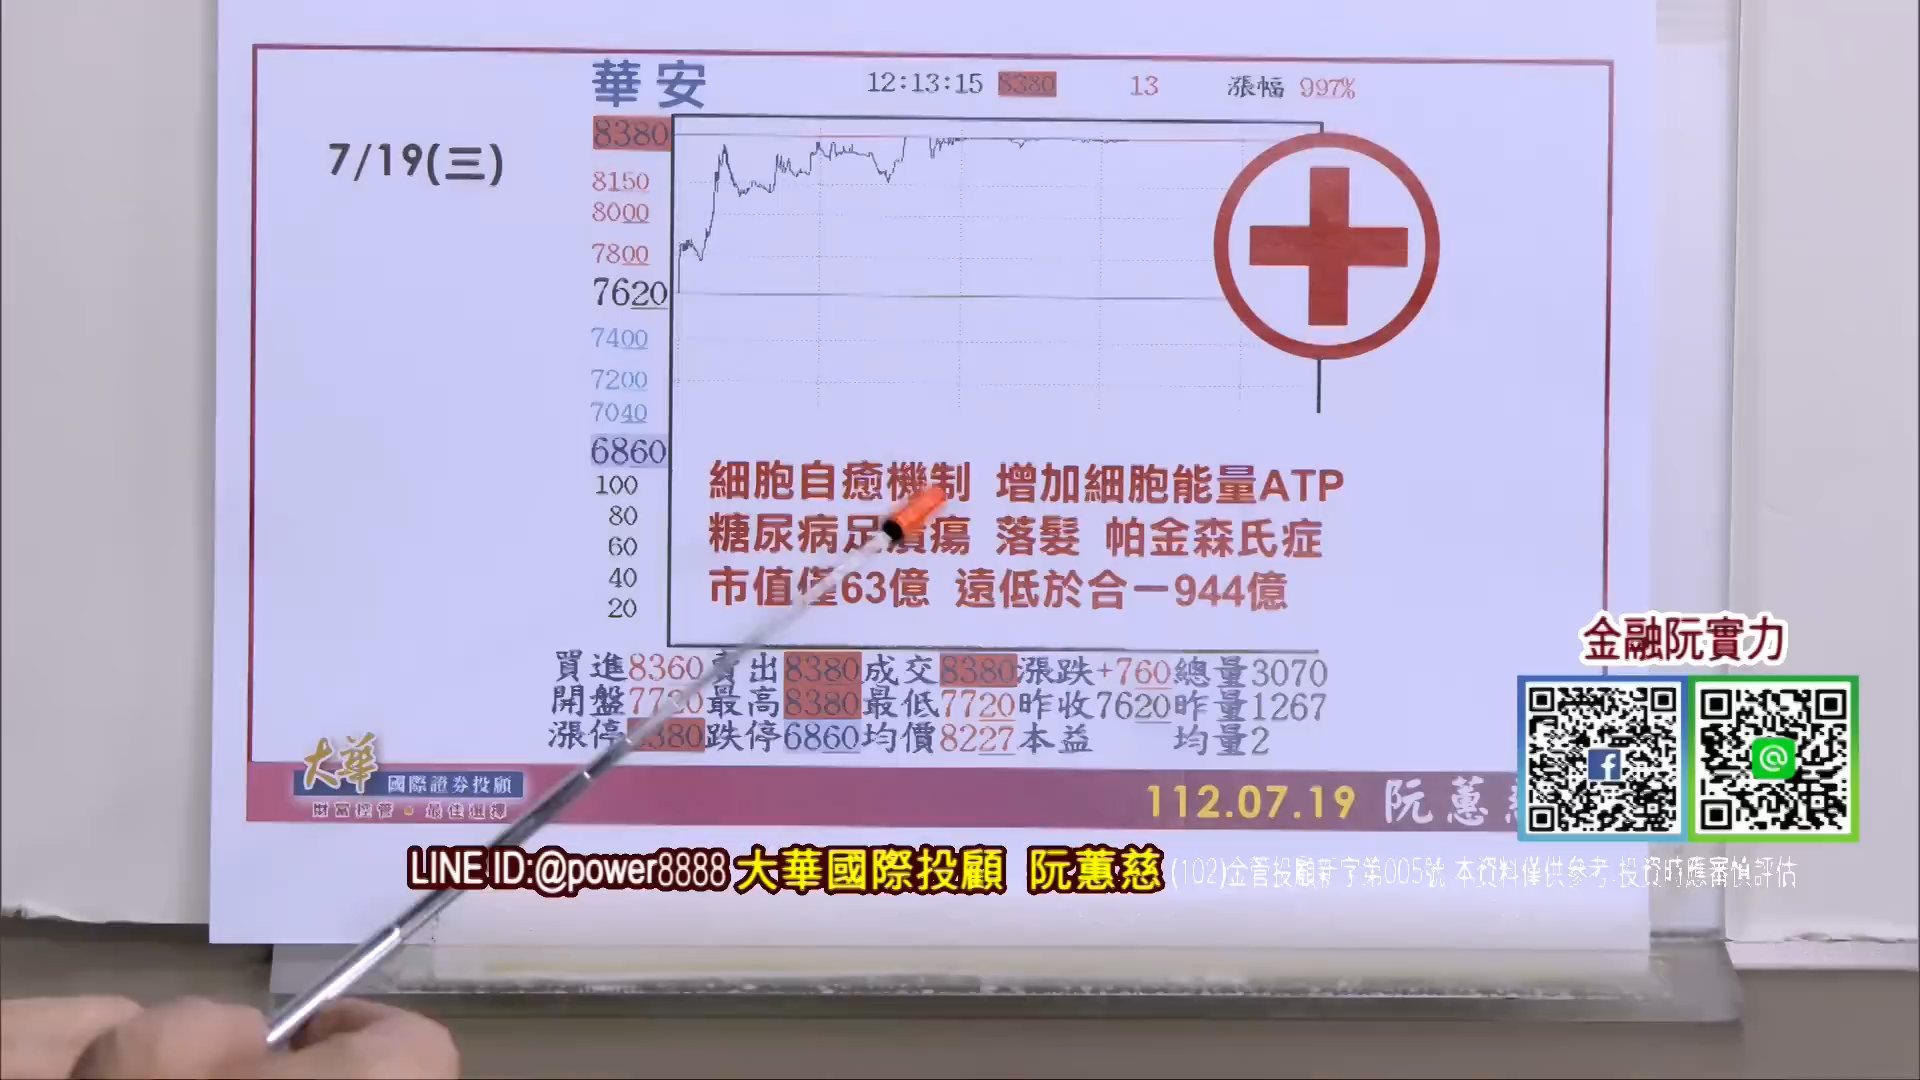 華安 12:13:15 8380 13 漲幅 997%
7/19(三)
8380
8150
8000
7800
7620
7400
7200
7040
6860
100
80
60
40
20
細胞自癒機制 增加細胞能量ATP
糖尿病足潰瘍 落髮 帕金森氏症
市值僅63億 遠低於合一944億
買進8360賣出8380成交8380漲跌+760總量3070
開盤7720最高8380最低7720昨收7620昨量1267
漲停8380跌停6860均價8227本益 均量2
大華 國際證券投顧
財富控管 • 最佳選擇
112.07.19 阮蕙慈
金融阮實力
LINE ID:@power8888 大華國際投顧 阮蕙慈 (102)金管投顧新字第005號 本資料僅供參考.投資時應審慎評估